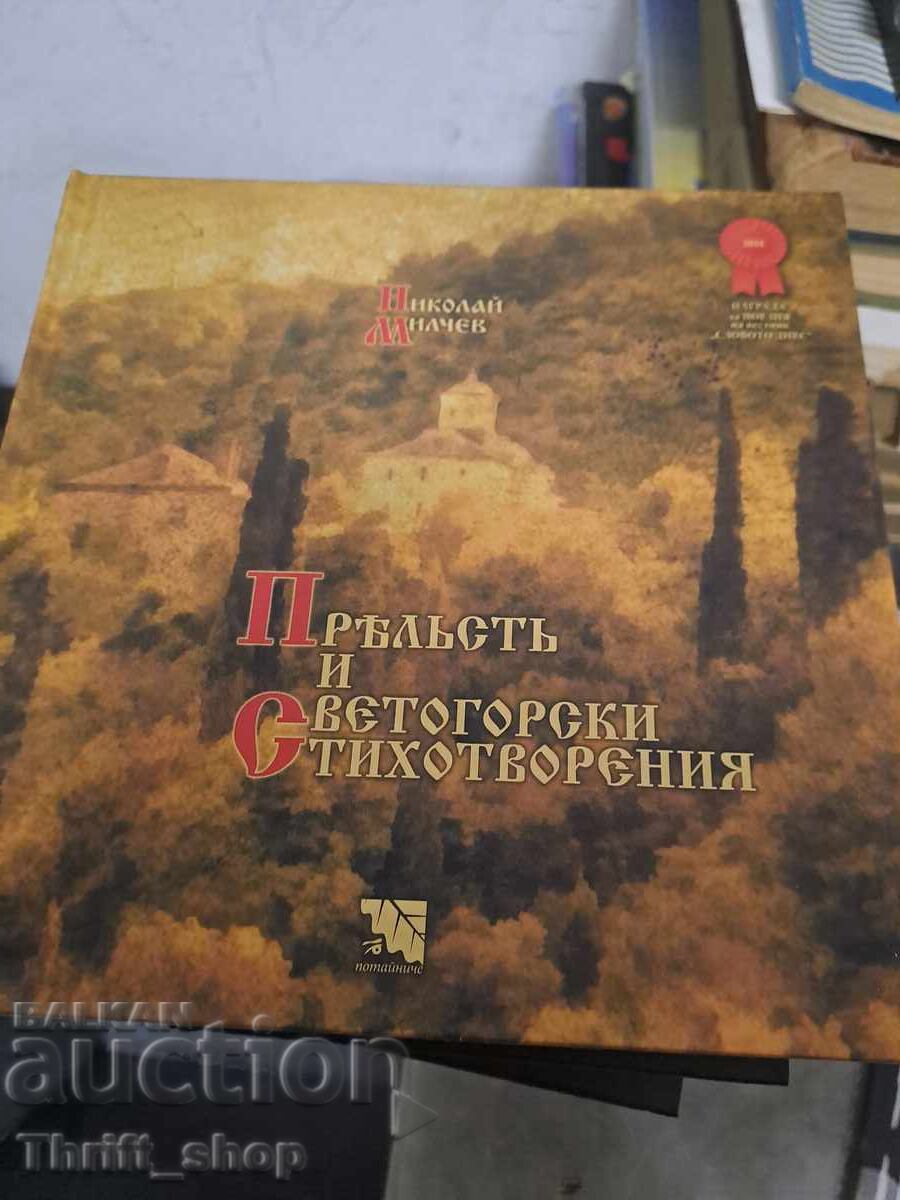 Николай
Милчев
Прѣльсть
и
Светогорски
Стихотворения
потайниче
BALKAN
auction
Thrift_shop